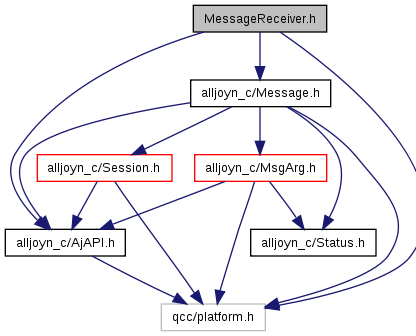 MessageReceiver.h
alljoyn_c/Message.h
alljoyn_c/Session.h
alljoyn_c/MsgArg.h
alljoyn_c/AjAPI.h
alljoyn_c/Status.h
qcc/platform.h